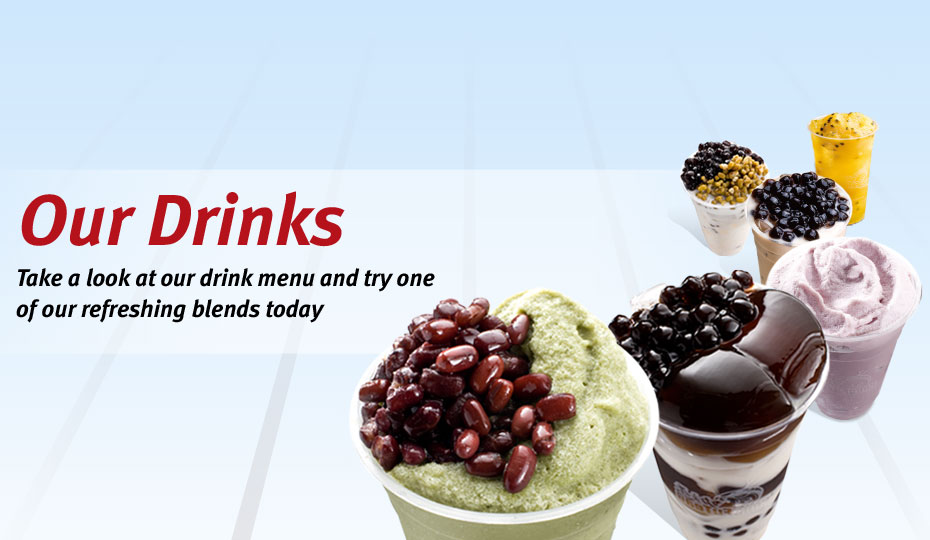 Our Drinks
Take a look at our drink menu and try one
of our refreshing blends today